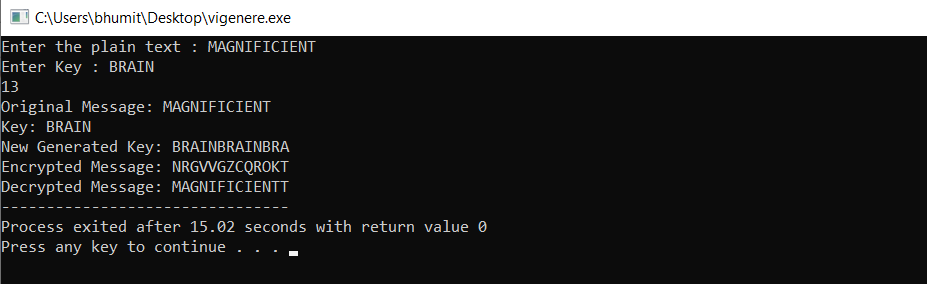 C:\Users\bhumit\Desktop\vigenere.exe
Enter the plain text : MAGNIFICIENT
Enter Key : BRAIN
13
Original Message: MAGNIFICIENT
Key: BRAIN
New Generated Key: BRAINBRAINBRA
Encrypted Message: NRGVVGZCQROKT
Decrypted Message: MAGNIFICIENTT
--------------------------------
Process exited after 15.02 seconds with return value 0
Press any key to continue . . .